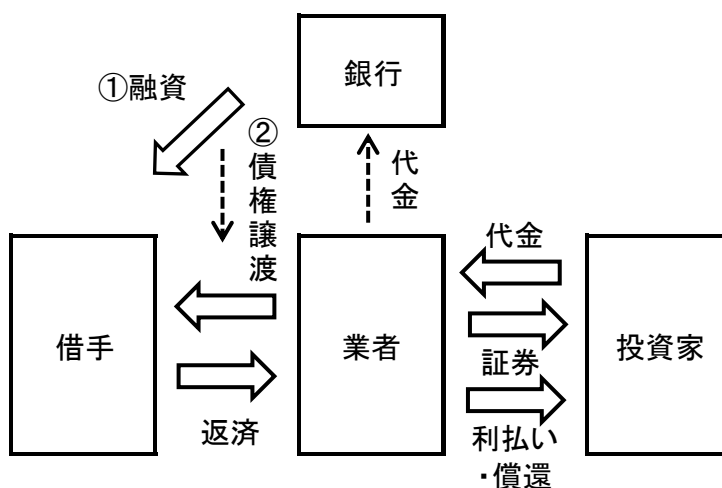 銀行
①融資
②債権譲渡
代金
代金
借手
業者
投資家
証券
返済
利払い
・償還